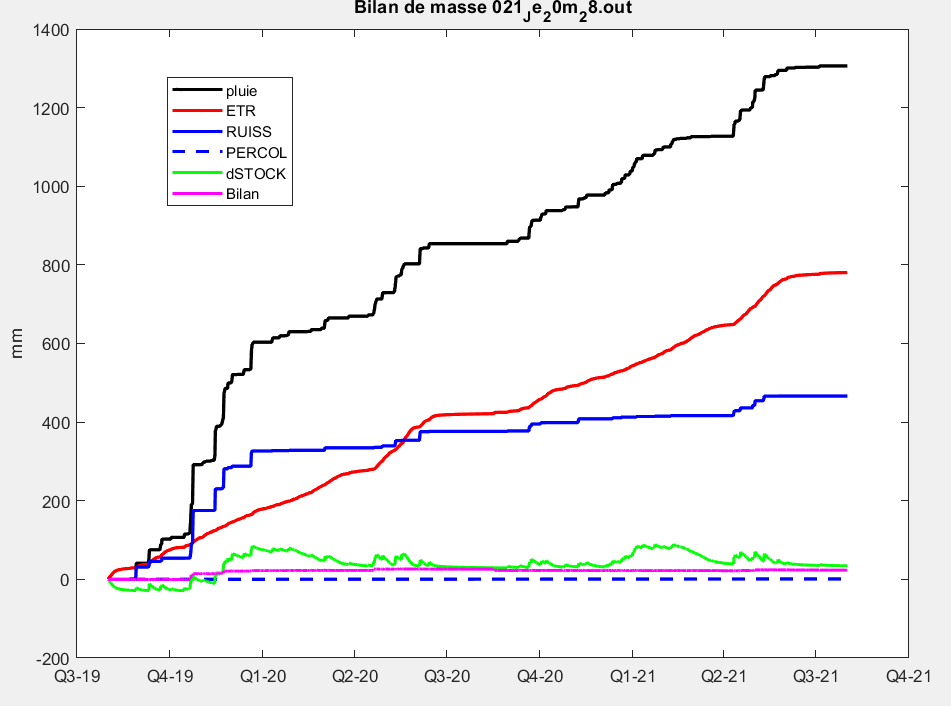 Bilan de masse 021Je20m28.out
1400
1200
1000
800
600
400
200
0
-200
mm
pluie
ETR
RUISS
PERCOL
dSTOCK
Bilan
Q3-19 Q4-19 Q1-20 Q2-20 Q3-20 Q4-20 Q1-21 Q2-21 Q3-21 Q4-21